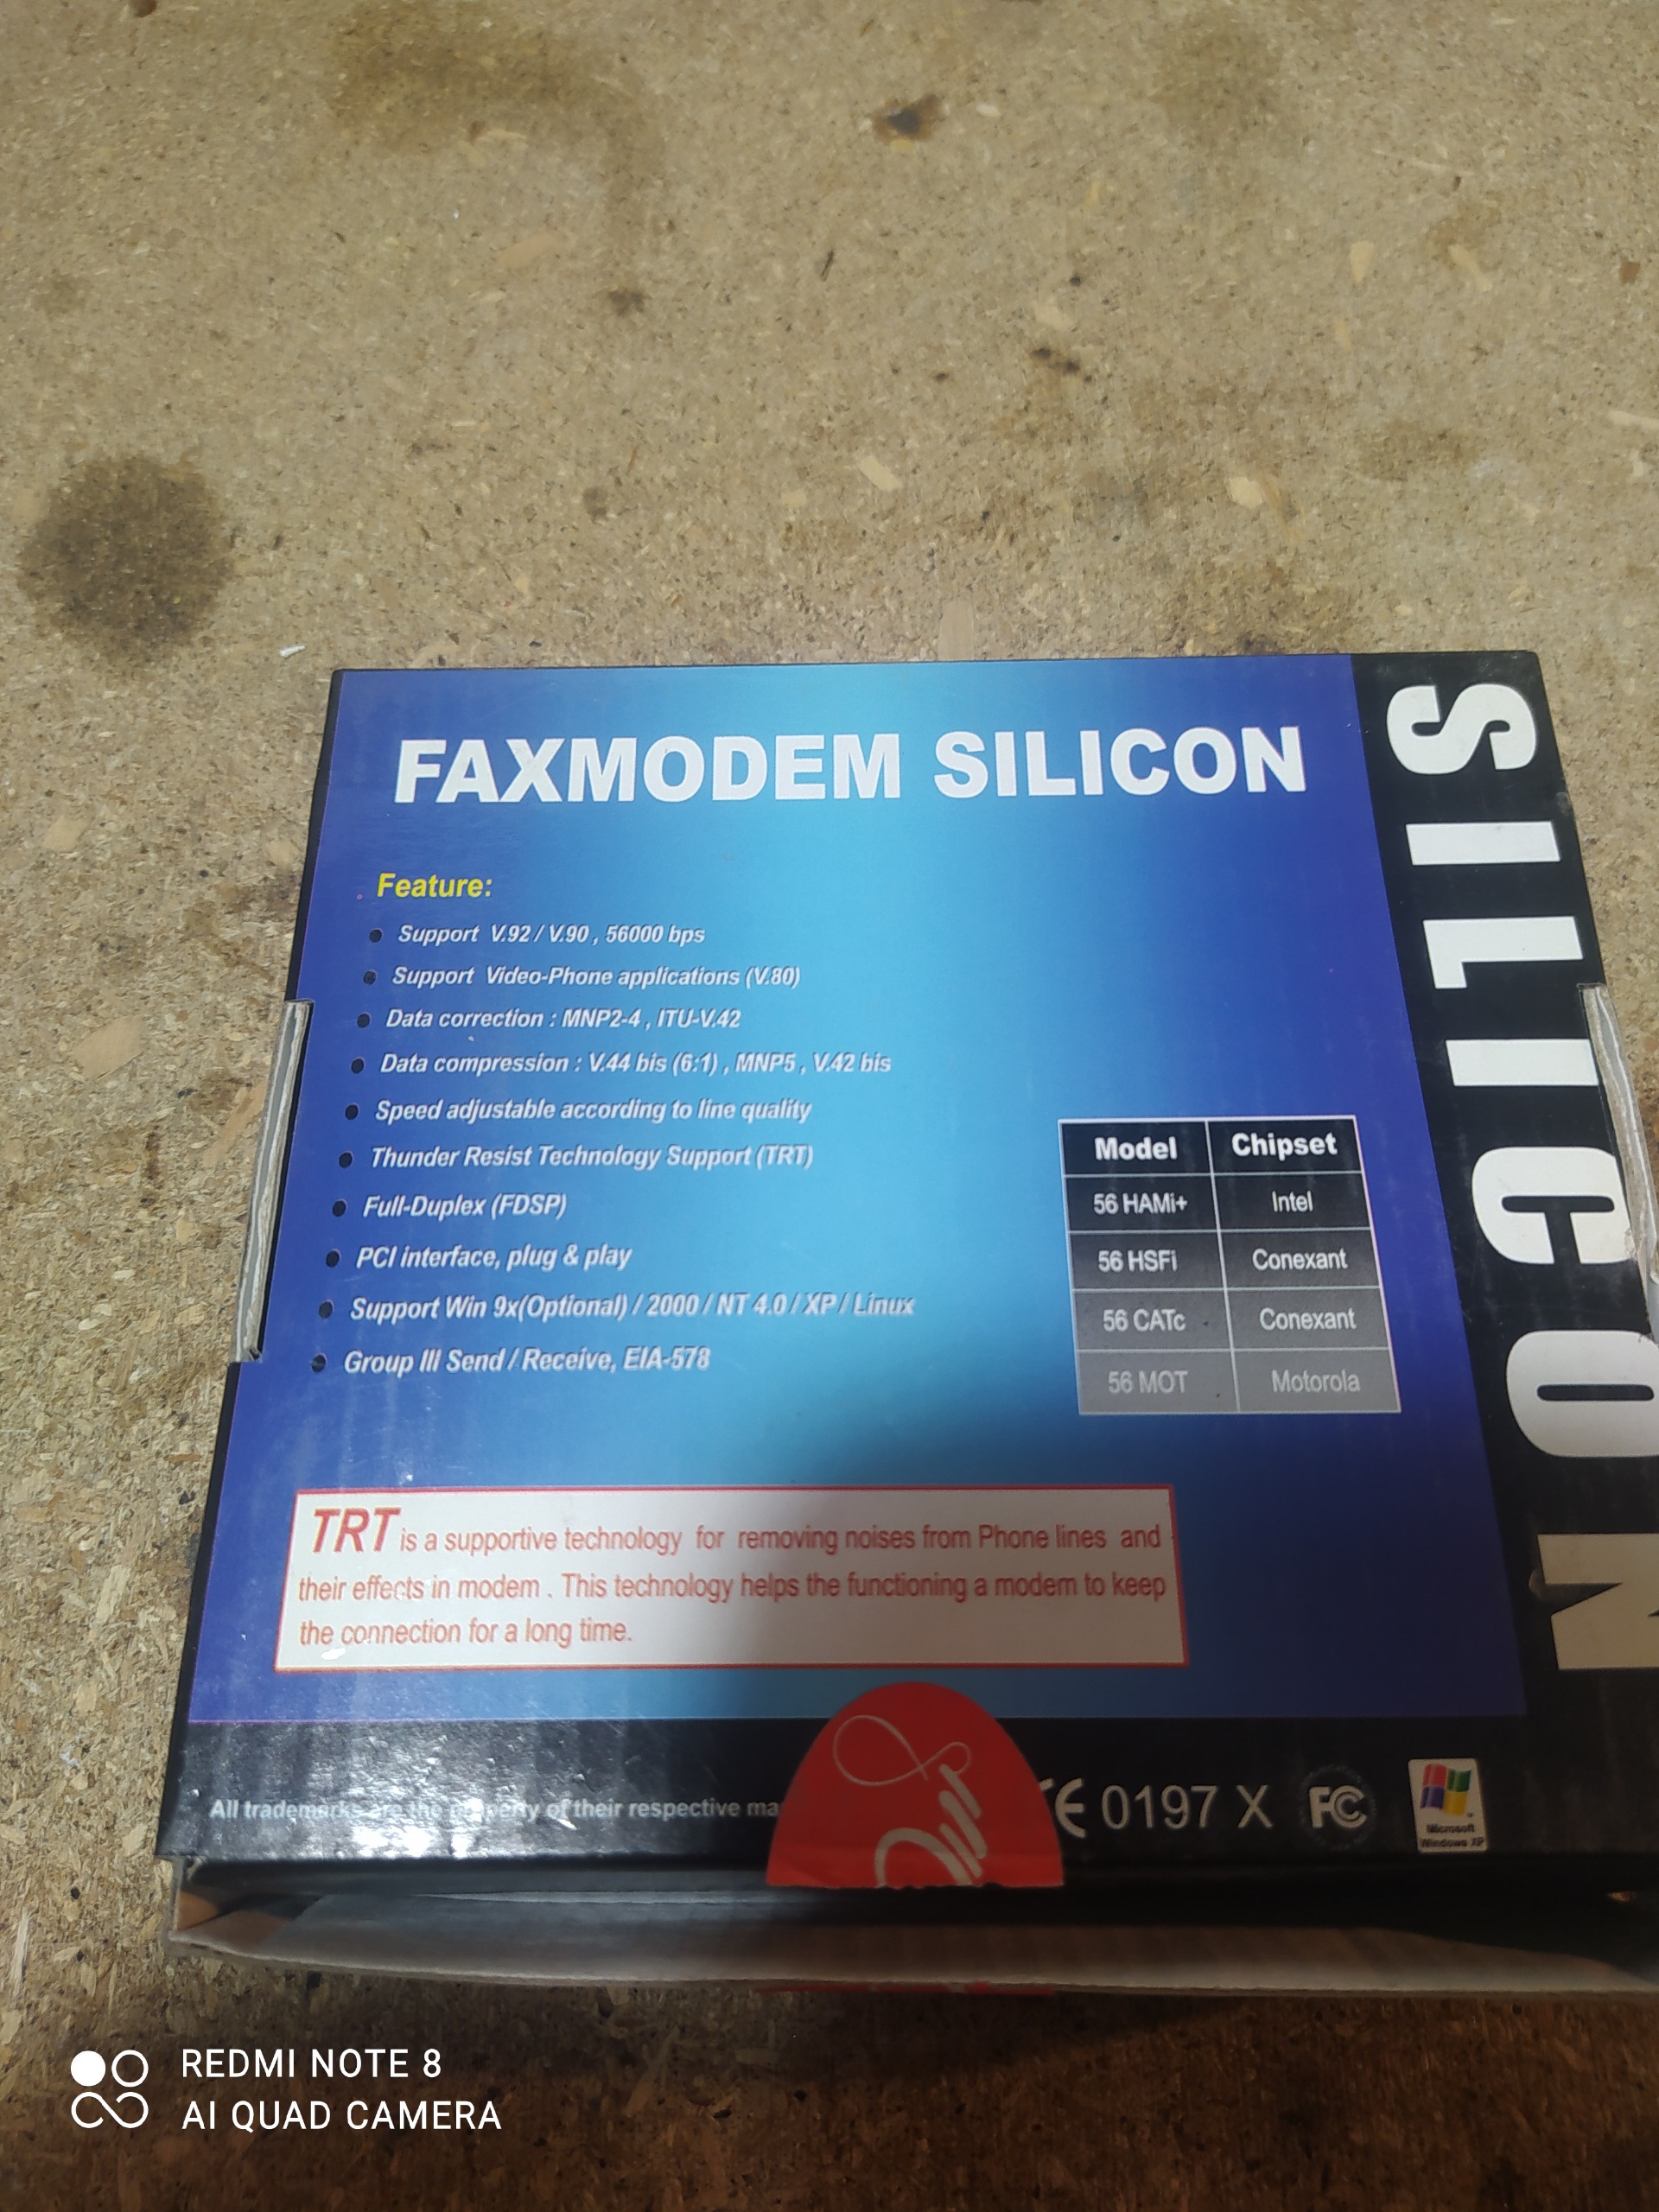 FAXMODEM SILICON
Feature:
Support V.92 / V.90 , 56000 bps
Support Video-Phone applications (V.80)
Data correction : MNP2-4 , ITU-V.42
Data compression : V.44 bis (6:1) , MNP5 , V.42 bis
Speed adjustable according to line quality
Thunder Resist Technology Support (TRT)
Full-Duplex (FDSP)
PCI interface, plug & play
Support Win 9x(Optional) / 2000 / NT 4.0 / XP / Linux
Group III Send / Receive, EIA-578
Model Chipset
56 HAMi+ Intel
56 HSFi Conexant
56 CATc Conexant
56 MOT Motorola
TRT is a supportive technology for removing noises from Phone lines and
their effects in modem . This technology helps the functioning a modem to keep
the connection for a long time.
All trademarks are the property of their respective
CE 0197 X FC
Microsoft
Windows XP
SILICON
REDMI NOTE 8
AI QUAD CAMERA